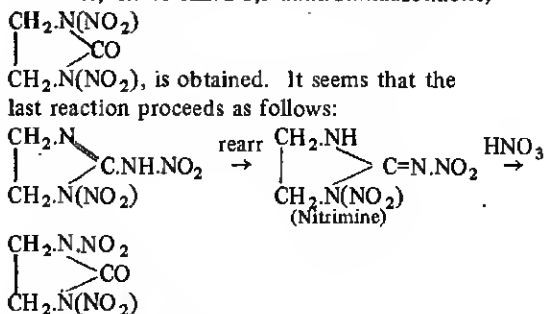 CH₂.N(NO₂)
CO
CH₂.N(NO₂), is obtained. It seems that the
last reaction proceeds as follows:
CH₂.N rearr CH₂.NH HNO₃
C.NH.NO₂ → C=N.NO₂ →
CH₂.N(NO₂) CH₂.N(NO₂)
(Nitrimine)
CH₂.N.NO₂
CO
CH₂.N(NO₂)